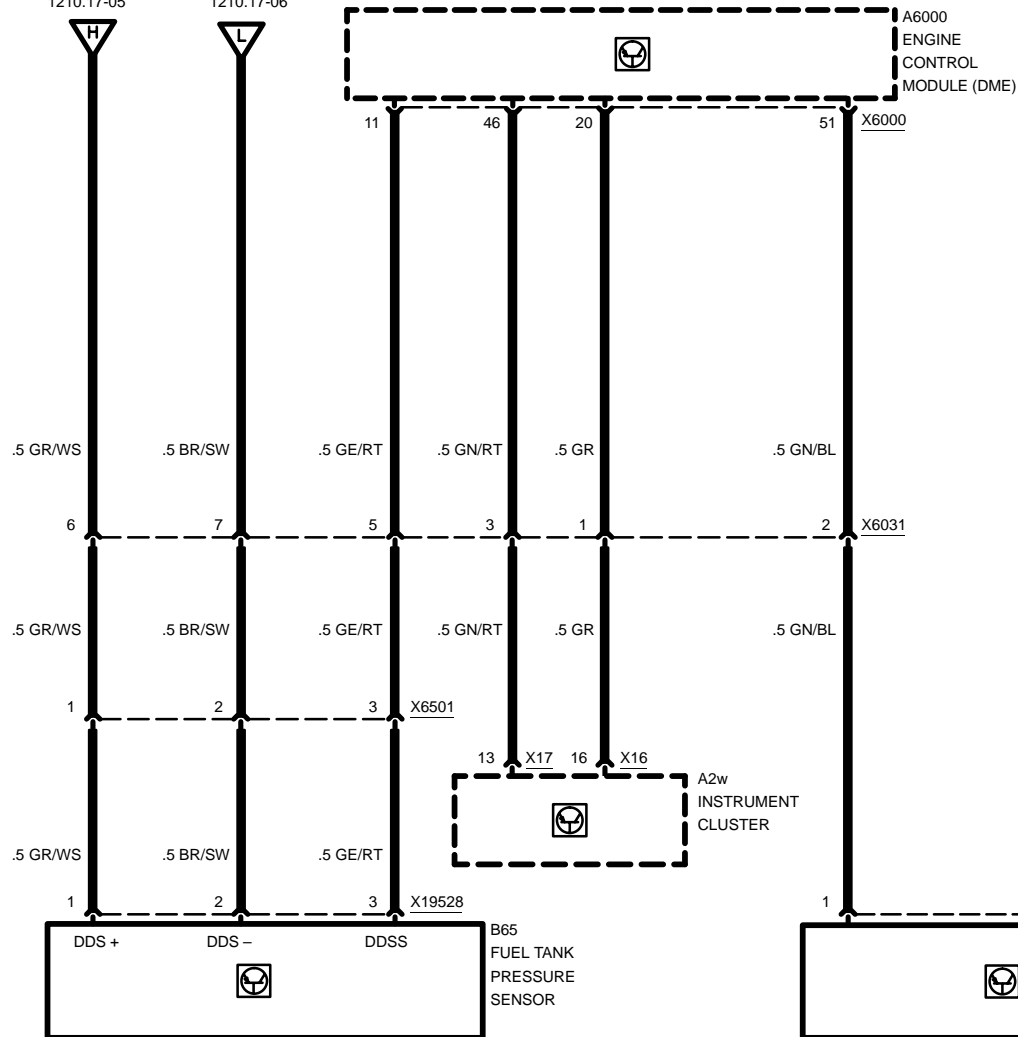 1210.17-05 1210.17-06
H L
A6000
ENGINE
CONTROL
MODULE (DME)
11 46 20 51 X6000
.5 GR/WS .5 BR/SW .5 GE/RT .5 GN/RT .5 GR .5 GN/BL
6 7 5 3 1 2 X6031
.5 GR/WS .5 BR/SW .5 GE/RT .5 GN/RT .5 GR .5 GN/BL
1 2 3 X6501
13 X17 16 X16
A2w
INSTRUMENT
CLUSTER
.5 GR/WS .5 BR/SW .5 GE/RT
1 2 3 X19528 1
DDS + DDS – DDSS
B65
FUEL TANK
PRESSURE
SENSOR